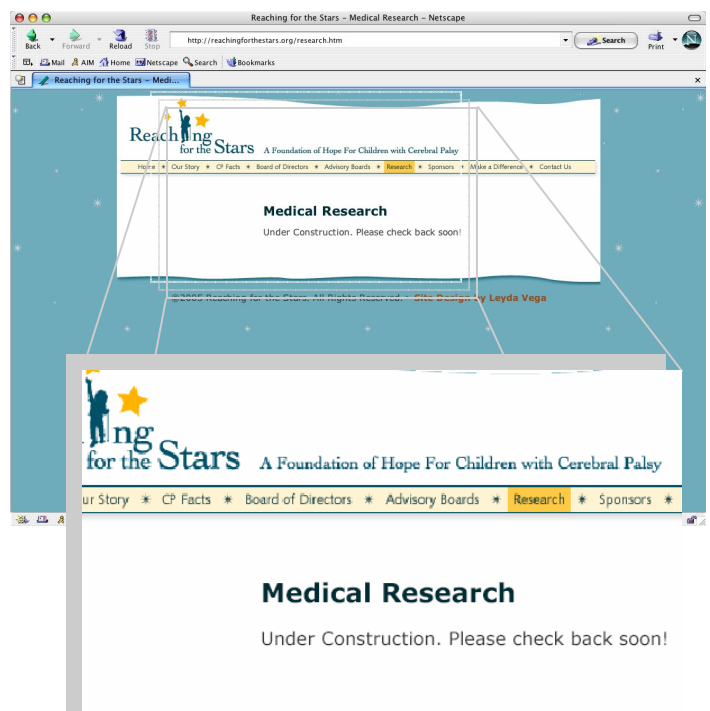 Reaching for the Stars – Medical Research – Netscape
Back Forward Reload Stop http://reachingforthestars.org/research.htm Search Print N
Mail AIM Home Netscape Search Bookmarks
Reaching for the Stars – Medi...
Reaching
for the Stars A Foundation of Hope For Children with Cerebral Palsy
Home * Our Story * CP Facts * Board of Directors * Advisory Boards * Research * Sponsors * Make a Difference * Contact Us
Medical Research
Under Construction. Please check back soon!
©2005 Reaching for the Stars. All Rights Reserved. • Site Design by Leyda Vega
ing
for the Stars A Foundation of Hope For Children with Cerebral Palsy
ur Story * CP Facts * Board of Directors * Advisory Boards * Research * Sponsors *
Medical Research
Under Construction. Please check back soon!